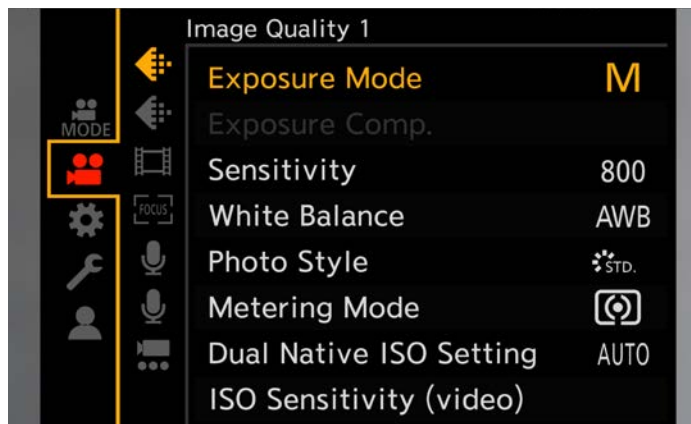 Image Quality 1
MODE
Exposure Mode M
Exposure Comp.
Sensitivity 800
FOCUS
White Balance AWB
Photo Style STD.
Metering Mode
Dual Native ISO Setting AUTO
ISO Sensitivity (video)